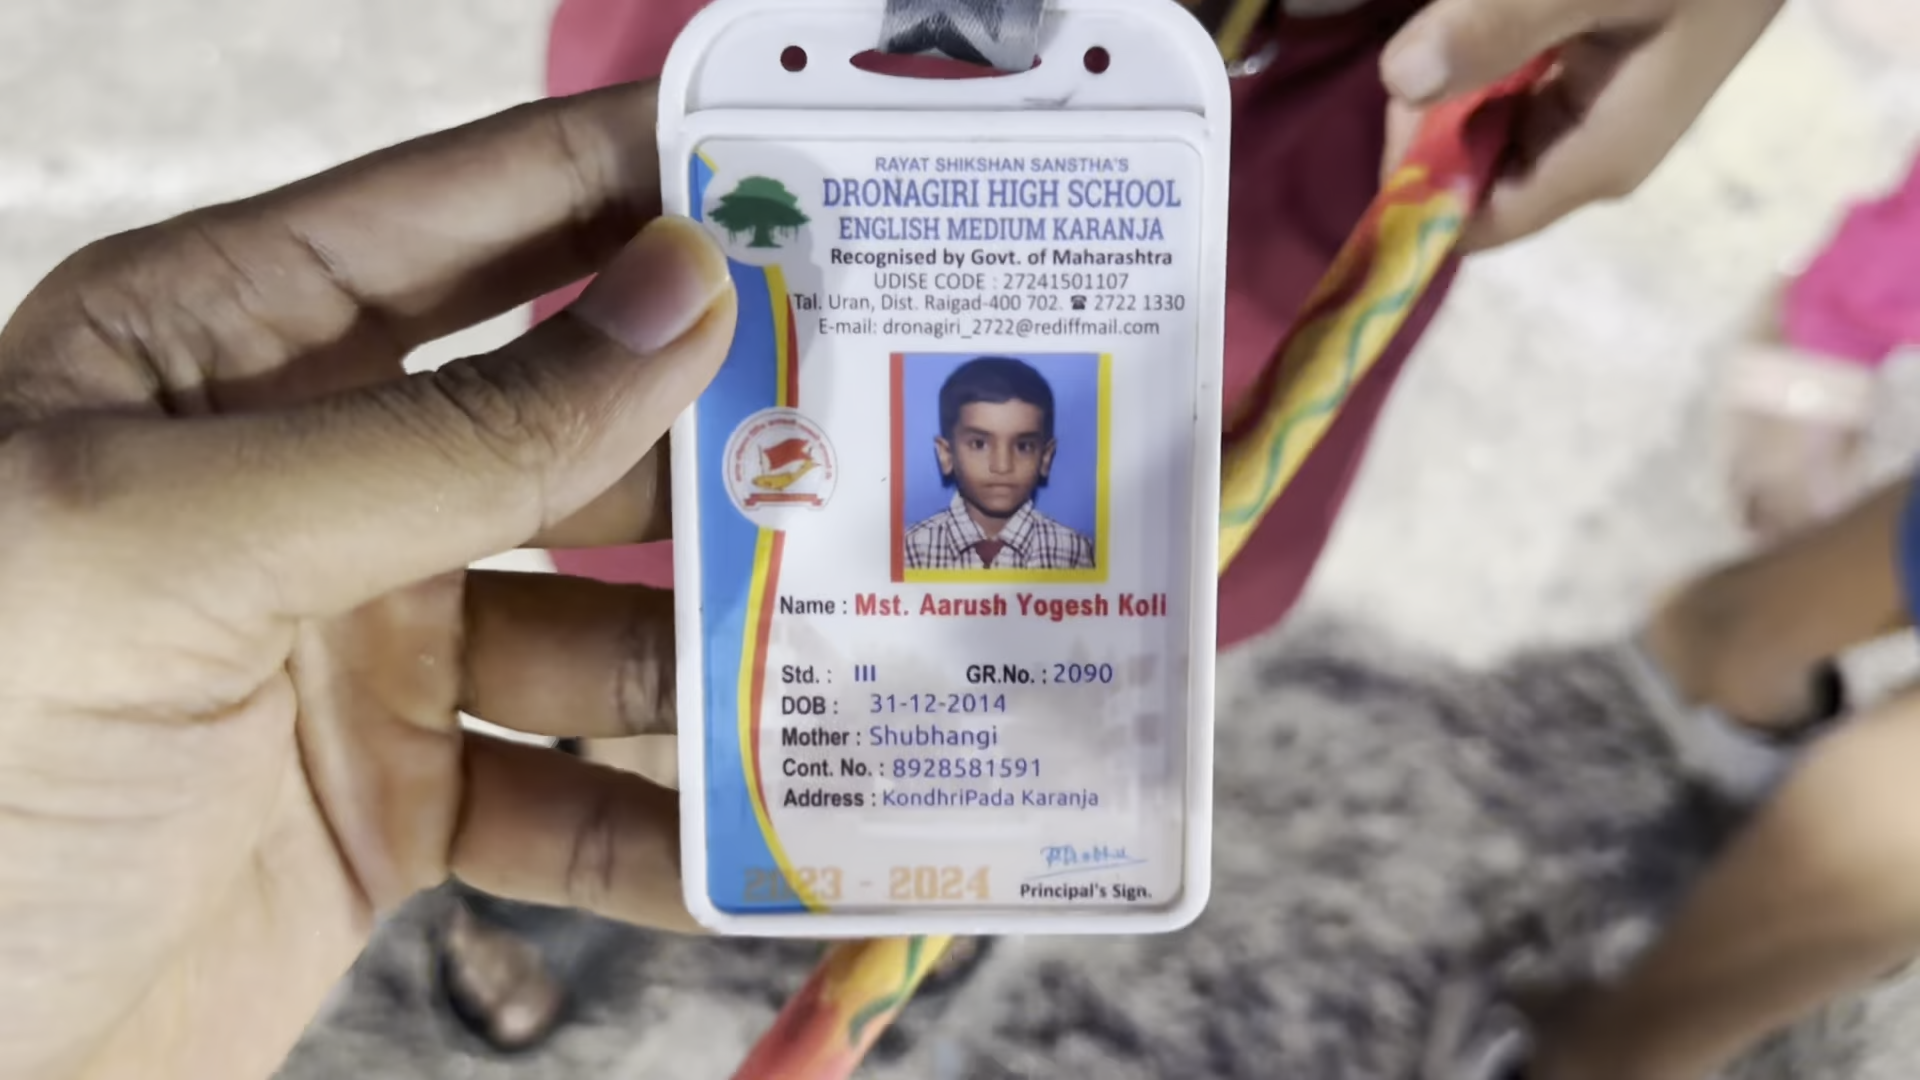 RAYAT SHIKSHAN SANSTHA'S
DRONAGIRI HIGH SCHOOL
ENGLISH MEDIUM KARANJA
Recognised by Govt. of Maharashtra
UDISE CODE : 27241501107
Tal. Uran, Dist. Raigad-400 702. ☎ 2722 1330
E-mail: dronagiri_2722@rediffmail.com
Name : Mst. Aarush Yogesh Koli
Std. : III GR.No. : 2090
DOB : 31-12-2014
Mother : Shubhangi
Cont. No. : 8928581591
Address : KondhriPada Karanja
2023 - 2024 Principal's Sign.